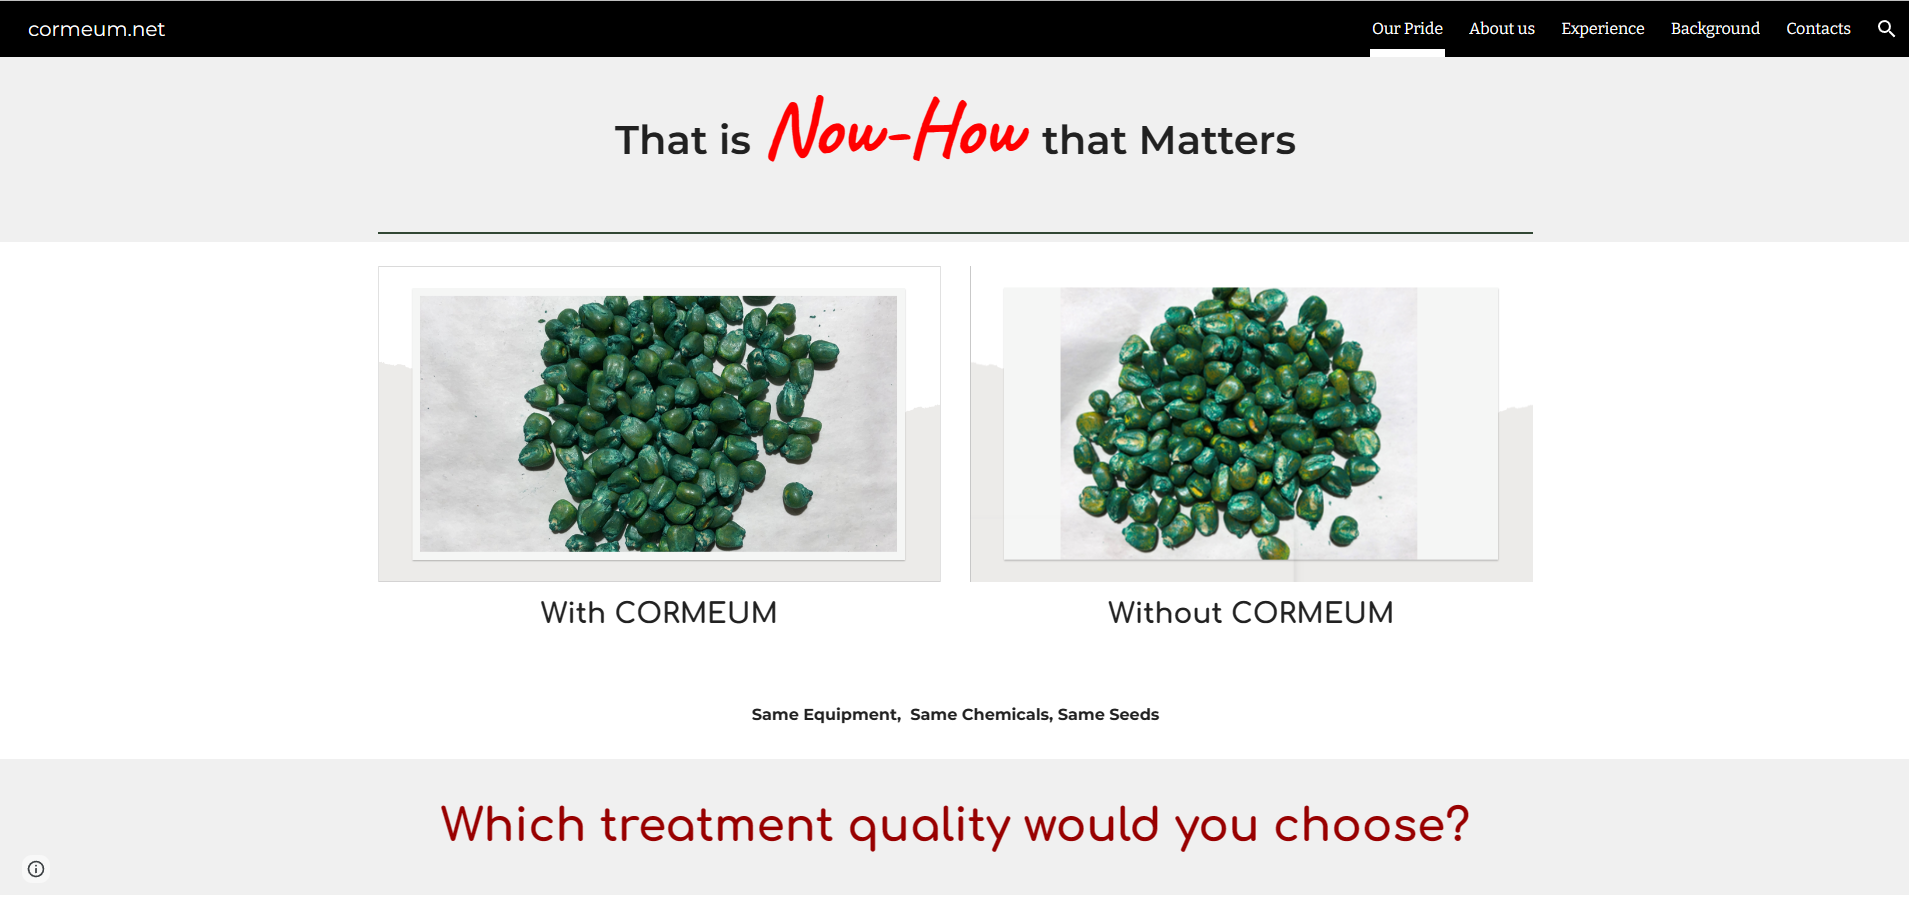 cormeum.net
Our Pride
About us
Experience
Background
Contacts
That is Now-How that Matters
With CORMEUM
Without CORMEUM
Same Equipment,  Same Chemicals, Same Seeds
Which treatment quality would you choose?